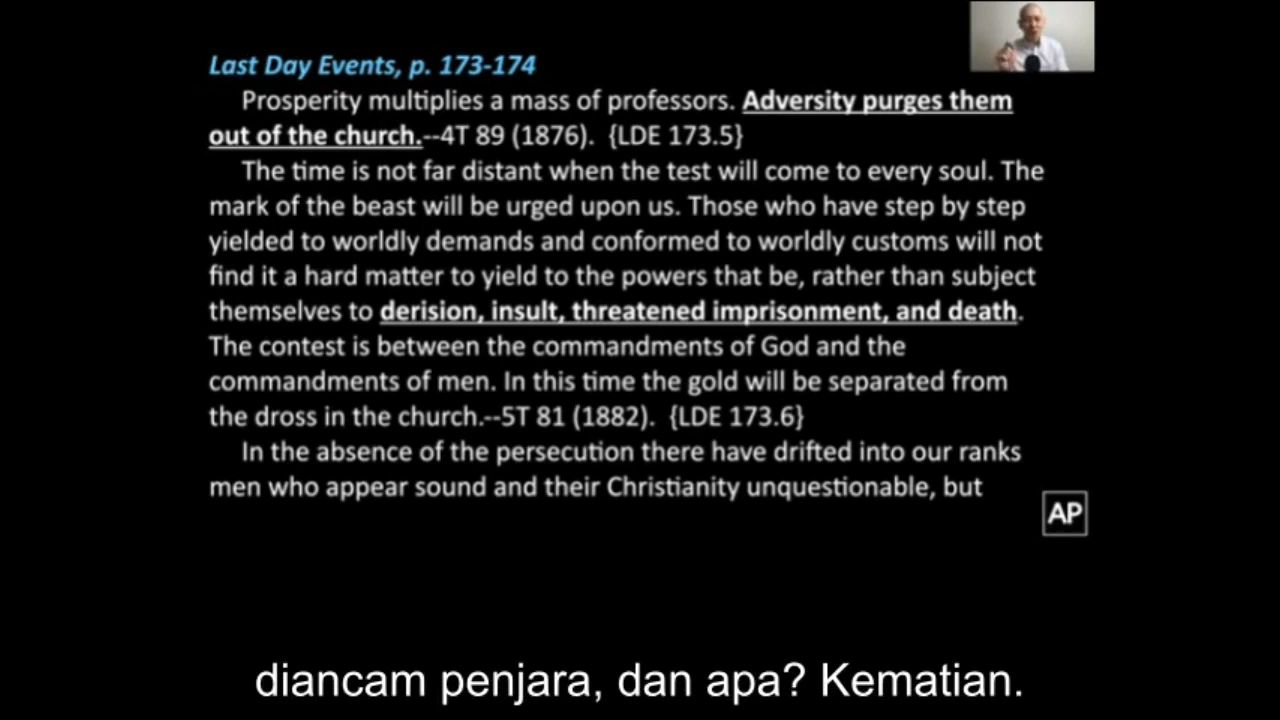 Last Day Events, p. 173-174
Prosperity multiplies a mass of professors. Adversity purges them
out of the church.--4T 89 (1876). {LDE 173.5}
The time is not far distant when the test will come to every soul. The
mark of the beast will be urged upon us. Those who have step by step
yielded to worldly demands and conformed to worldly customs will not
find it a hard matter to yield to the powers that be, rather than subject
themselves to derision, insult, threatened imprisonment, and death.
The contest is between the commandments of God and the
commandments of men. In this time the gold will be separated from
the dross in the church.--5T 81 (1882). {LDE 173.6}
In the absence of the persecution there have drifted into our ranks
men who appear sound and their Christianity unquestionable, but
AP
diancam penjara, dan apa? Kematian.